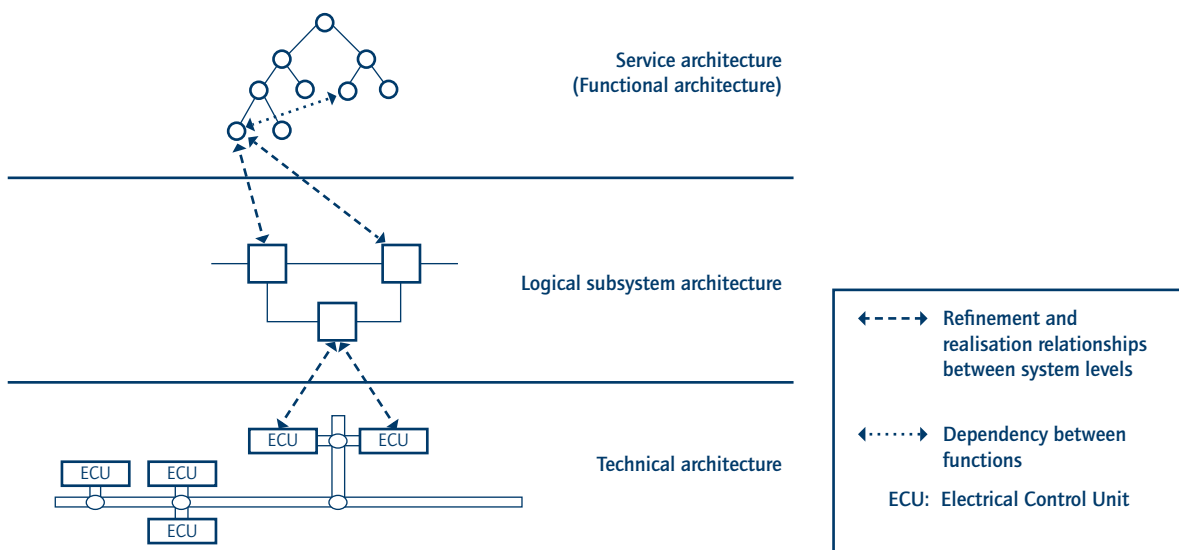 Service architecture
(Functional architecture)
Logical subsystem architecture
Refinement and
realisation relationships
between system levels
ECU
ECU
Dependency between
functions
Technical architecture
ECU
ECU
ECU: Electrical Control Unit
ECU